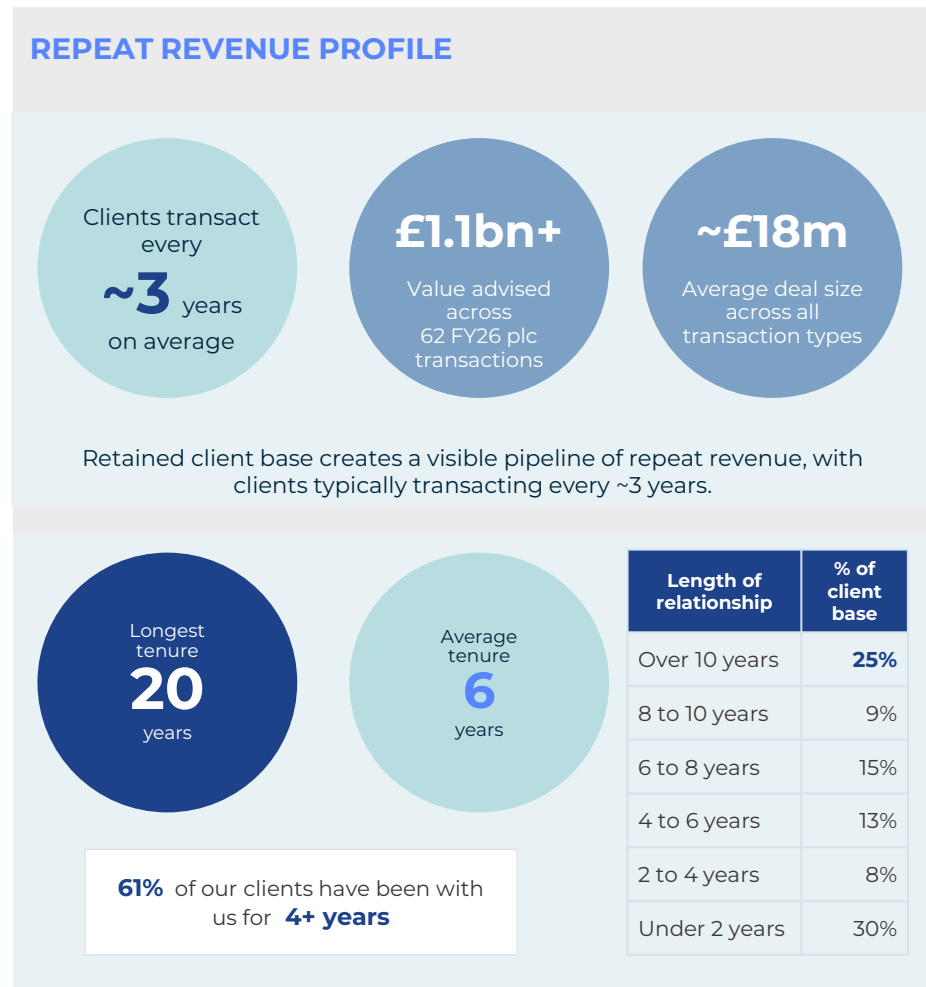 REPEAT REVENUE PROFILE
Clients transact
every
~3 years
on average
£1.1bn+
Value advised
across
62 FY26 plc
transactions
~£18m
Average deal size
across all
transaction types
Retained client base creates a visible pipeline of repeat revenue, with
clients typically transacting every ~3 years.
Longest
tenure
20
years
Average
tenure
6
years
61% of our clients have been with
us for 4+ years
Length of
relationship
% of
client
base
Over 10 years 25%
8 to 10 years 9%
6 to 8 years 15%
4 to 6 years 13%
2 to 4 years 8%
Under 2 years 30%